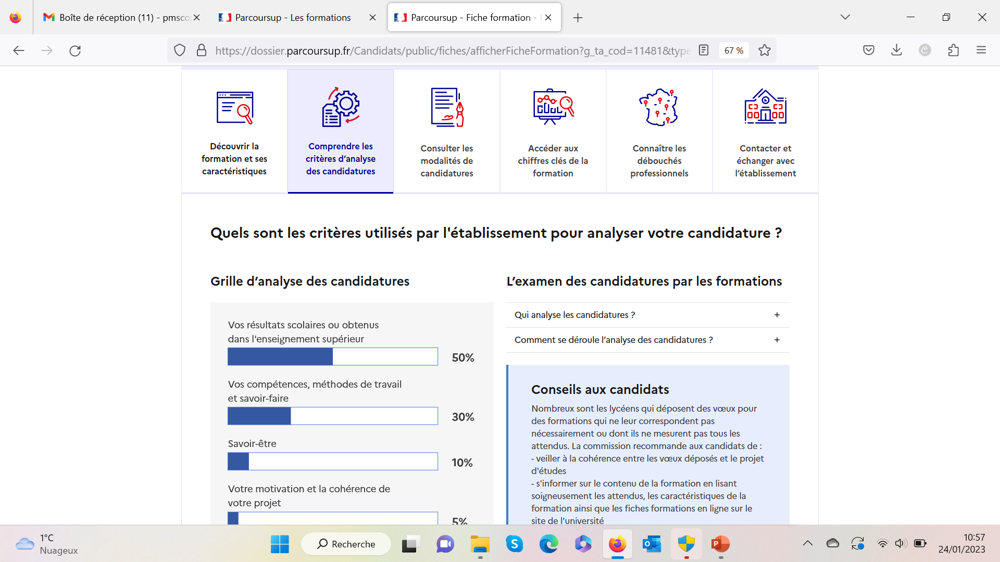 Boîte de réception (11) - pmsco
Parcoursup - Les formations
Parcoursup - Fiche formation -
https://dossier.parcoursup.fr/Candidats/public/fiches/afficherFicheFormation?g_ta_cod=11481&type
67 %
Découvrir la
formation et ses
caractéristiques
Comprendre les
critères d'analyse
des candidatures
Consulter les
modalités de
candidatures
Accéder aux
chiffres clés de la
formation
Connaître les
débouchés
professionnels
Contacter et
échanger avec
l'établissement
Quels sont les critères utilisés par l'établissement pour analyser votre candidature ?
Grille d'analyse des candidatures
Vos résultats scolaires ou obtenus
dans l'enseignement supérieur
50%
Vos compétences, méthodes de travail
et savoir-faire
30%
Savoir-être
10%
Votre motivation et la cohérence de
votre projet
5%
L'examen des candidatures par les formations
Qui analyse les candidatures ? +
Comment se déroule l'analyse des candidatures ? +
Conseils aux candidats
Nombreux sont les lycéens qui déposent des vœux pour
des formations qui ne leur correspondent pas
nécessairement ou dont ils ne mesurent pas tous les
attendus. La commission recommande aux candidats de :
- veiller à la cohérence entre les vœux déposés et le projet
d'études
- s'informer sur le contenu de la formation en lisant
soigneusement les attendus, les caractéristiques de la
formation ainsi que les fiches formations en ligne sur le
site de l'université
1°C
Nuageux
Recherche
10:57
24/01/2023